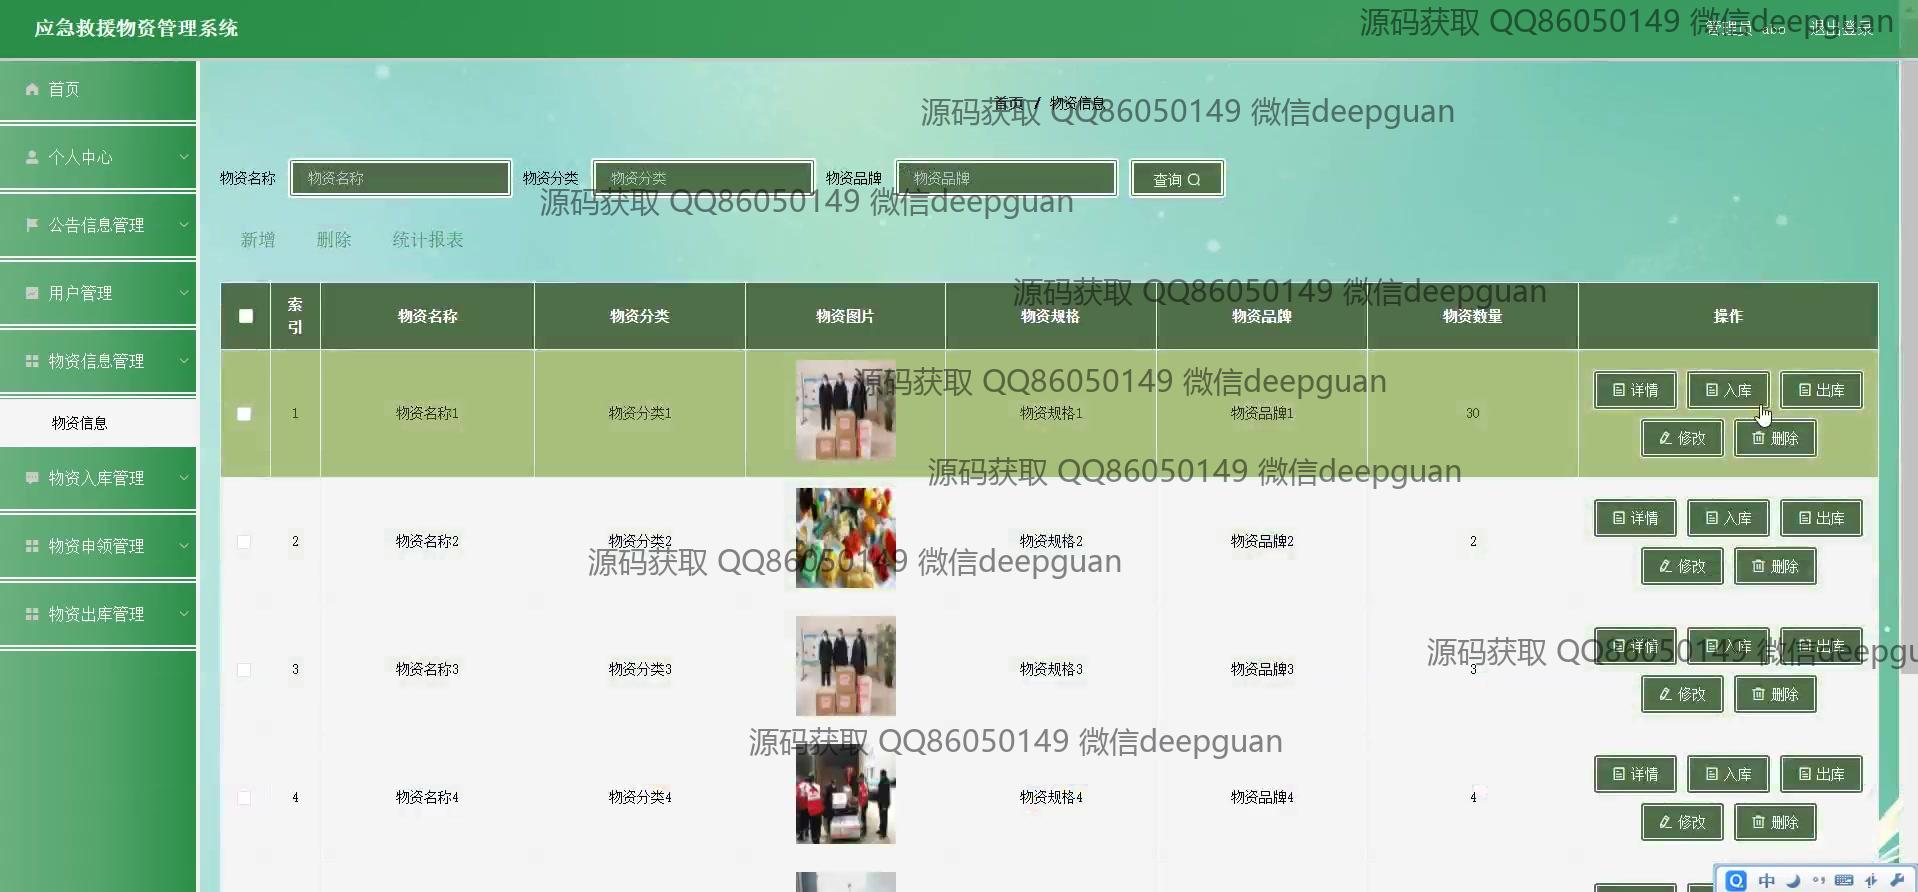 应急救援物资管理系统
源码获取 QQ86050149 微信deepguan
管理员 abo 退出登录
首页
个人中心
公告信息管理
用户管理
物资信息管理
物资信息
物资入库管理
物资申领管理
物资出库管理
首页 / 物资信息
源码获取 QQ86050149 微信deepguan
物资名称 物资名称 物资分类 物资分类 物资品牌 物资品牌 查询
源码获取 QQ86050149 微信deepguan
新增 删除 统计报表
源码获取 QQ86050149 微信deepguan
索引 物资名称 物资分类 物资图片 物资规格 物资品牌 物资数量 操作
源码获取 QQ86050149 微信deepguan
1 物资名称1 物资分类1 物资规格1 物资品牌1 30 详情 入库 出库
修改 删除
源码获取 QQ86050149 微信deepguan
2 物资名称2 物资分类2 物资规格2 物资品牌2 2 详情 入库 出库
修改 删除
源码获取 QQ86050149 微信deepguan
3 物资名称3 物资分类3 物资规格3 物资品牌3 3 详情 入库 出库
修改 删除
源码获取 QQ86050149 微信deepgu
源码获取 QQ86050149 微信deepguan
4 物资名称4 物资分类4 物资规格4 物资品牌4 4 详情 入库 出库
修改 删除
中